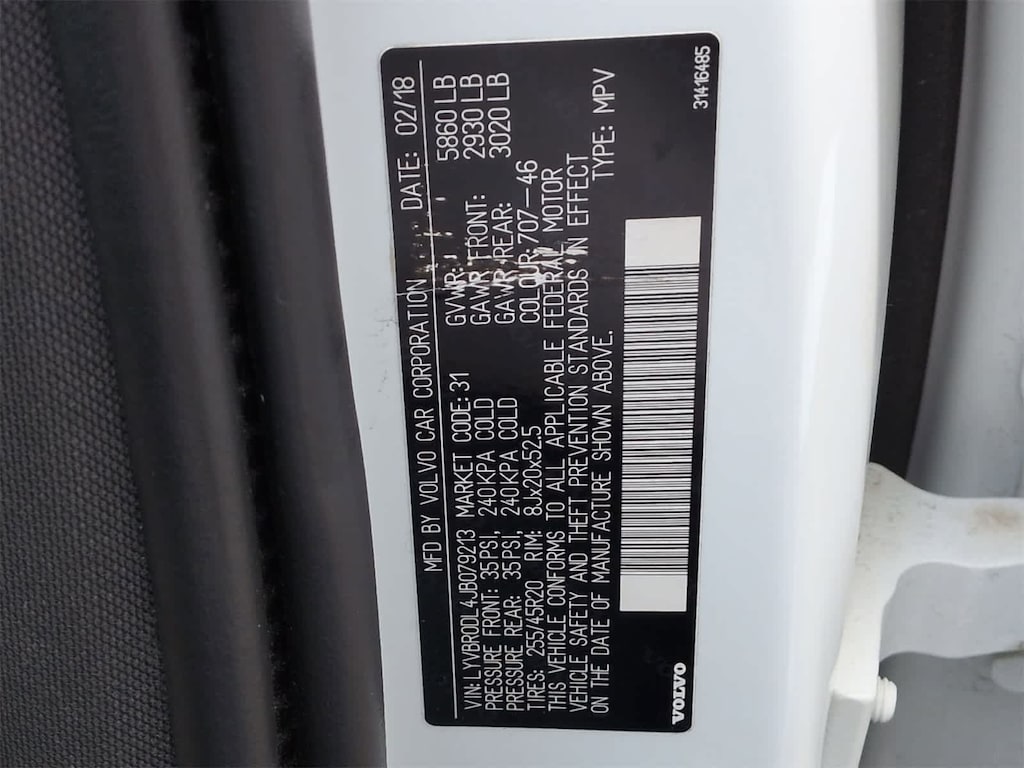 MFD BY VOLVO CAR CORPORATION DATE: 02/18
VIN: LYVBR0DL4JB079213 MARKET CODE: 31 GVWR: 5860 LB
PRESSURE FRONT: 35PSI, 240KPA COLD GAWR FRONT: 2930 LB
PRESSURE REAR: 35PSI, 240KPA COLD GAWR REAR: 3020 LB
TIRES: 255/45R20 RIM: 8Jx20x52.5 COLOUR: 707—46
THIS VEHICLE CONFORMS TO ALL APPLICABLE FEDERAL MOTOR
VEHICLE SAFETY AND THEFT PREVENTION STANDARDS IN EFFECT
ON THE DATE OF MANUFACTURE SHOWN ABOVE. TYPE: MPV
VOLVO 31416485